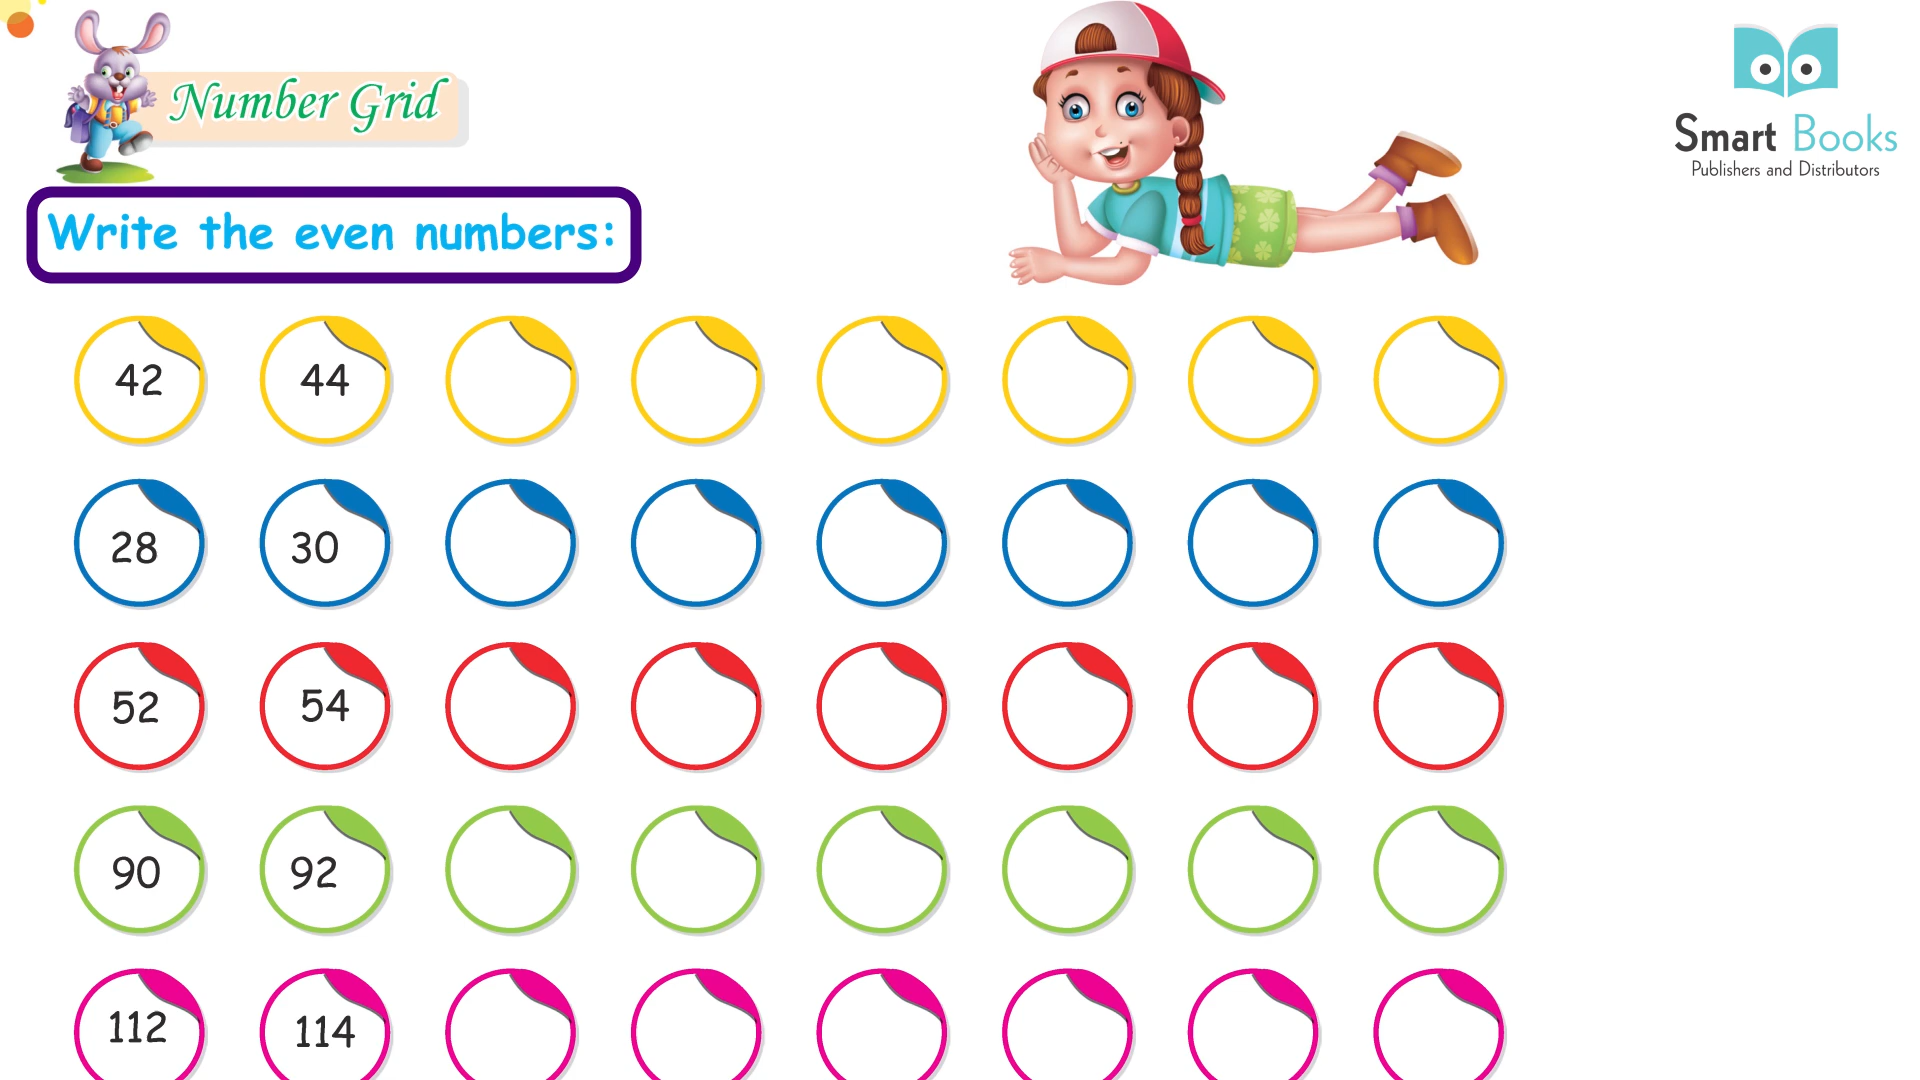 Number Grid
Smart Books
Publishers and Distributors
Write the even numbers:
42 44
28 30
52 54
90 92
112 114